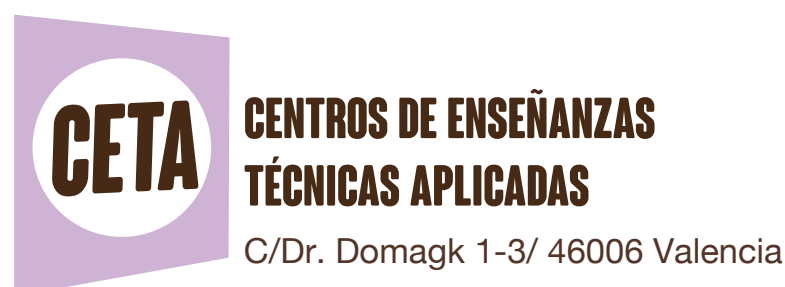 CETA
CENTROS DE ENSEÑANZAS
TÉCNICAS APLICADAS
C/Dr. Domagk 1-3/ 46006 Valencia